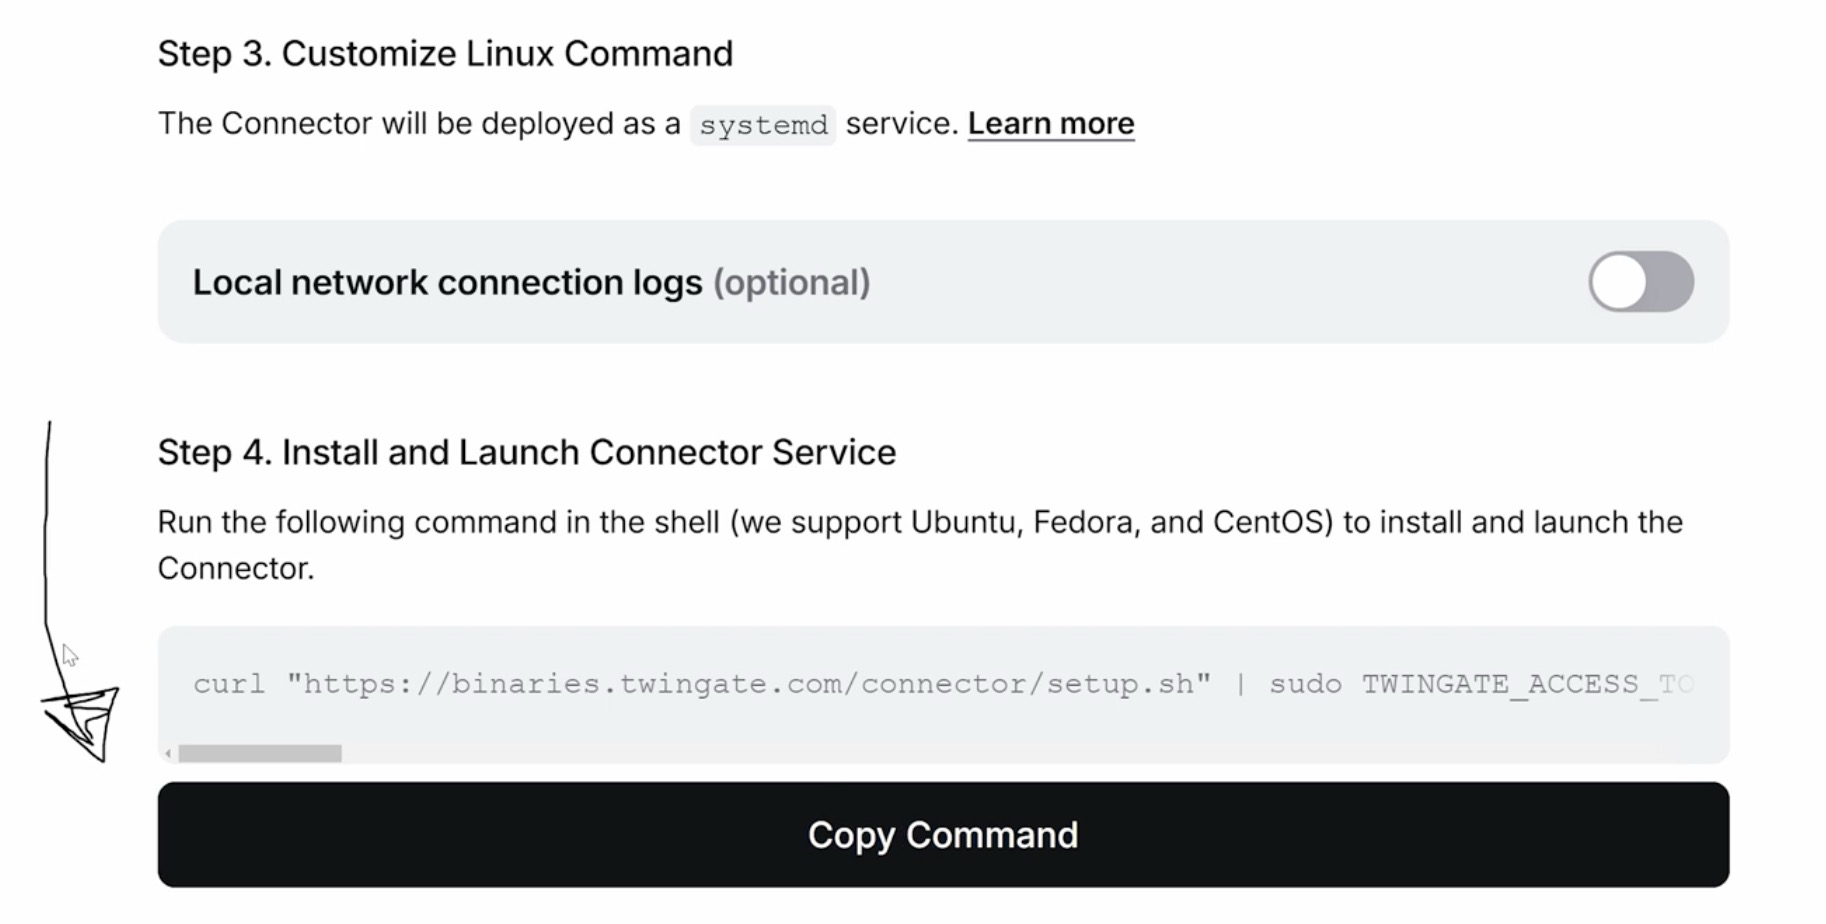 Step 3. Customize Linux Command
The Connector will be deployed as a systemd service. Learn more
Local network connection logs (optional)
Step 4. Install and Launch Connector Service
Run the following command in the shell (we support Ubuntu, Fedora, and CentOS) to install and launch the
Connector.
curl "https://binaries.twingate.com/connector/setup.sh" | sudo TWINGATE_ACCESS_TO
Copy Command